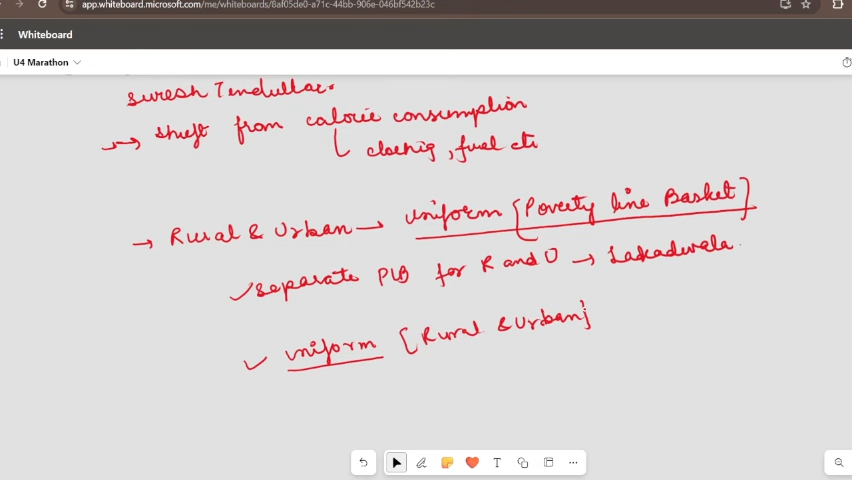 app.whiteboard.microsoft.com/me/whiteboards/8af05de0-a71c-44bb-906e-046bf542b23c
Whiteboard
U4 Marathon
suresh Tendulkar.
→ shift from calorie consumption
clothig, fuel etc
→ Rural & Urban → uniform [Poverty line Basket]
✓ separate PLB for R and U → Lakadwala.
✓ uniform [Rural & Urban]